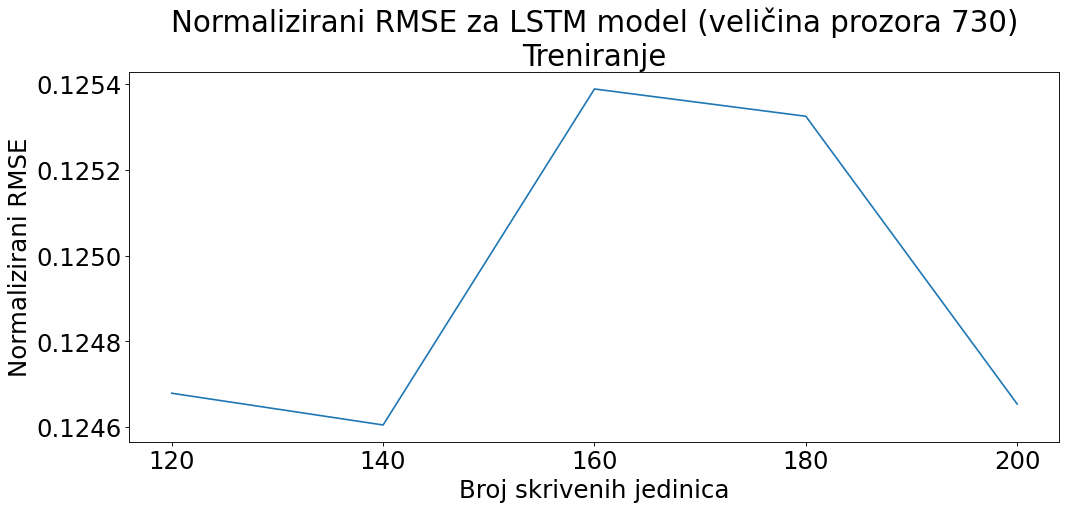 Normalizirani RMSE za LSTM model (veličina prozora 730)
Treniranje
Normalizirani RMSE
0.1254
0.1252
0.1250
0.1248
0.1246
120 140 160 180 200
Broj skrivenih jedinica